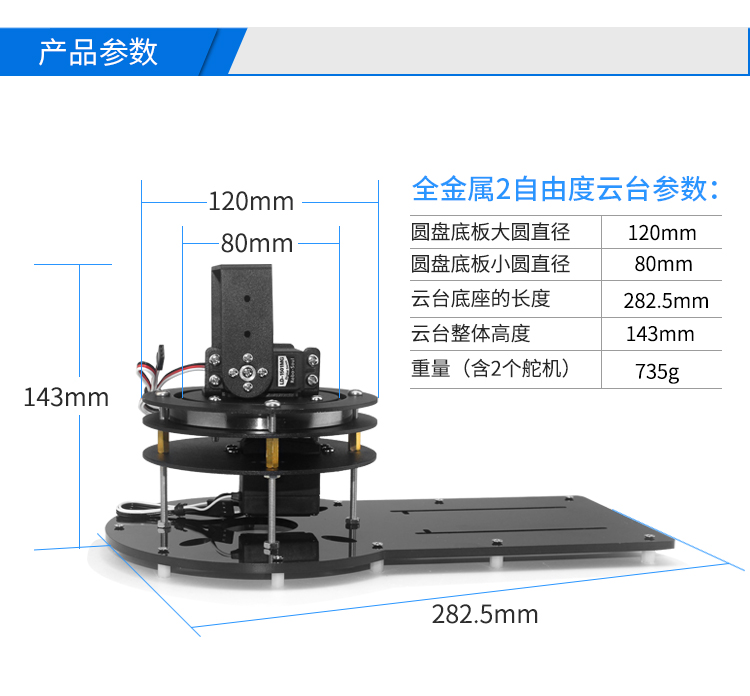 产品参数
全金属2自由度云台参数：
120mm
80mm
143mm
圆盘底板大圆直径 120mm
圆盘底板小圆直径 80mm
云台底座的长度 282.5mm
云台整体高度 143mm
重量（含2个舵机） 735g
282.5mm